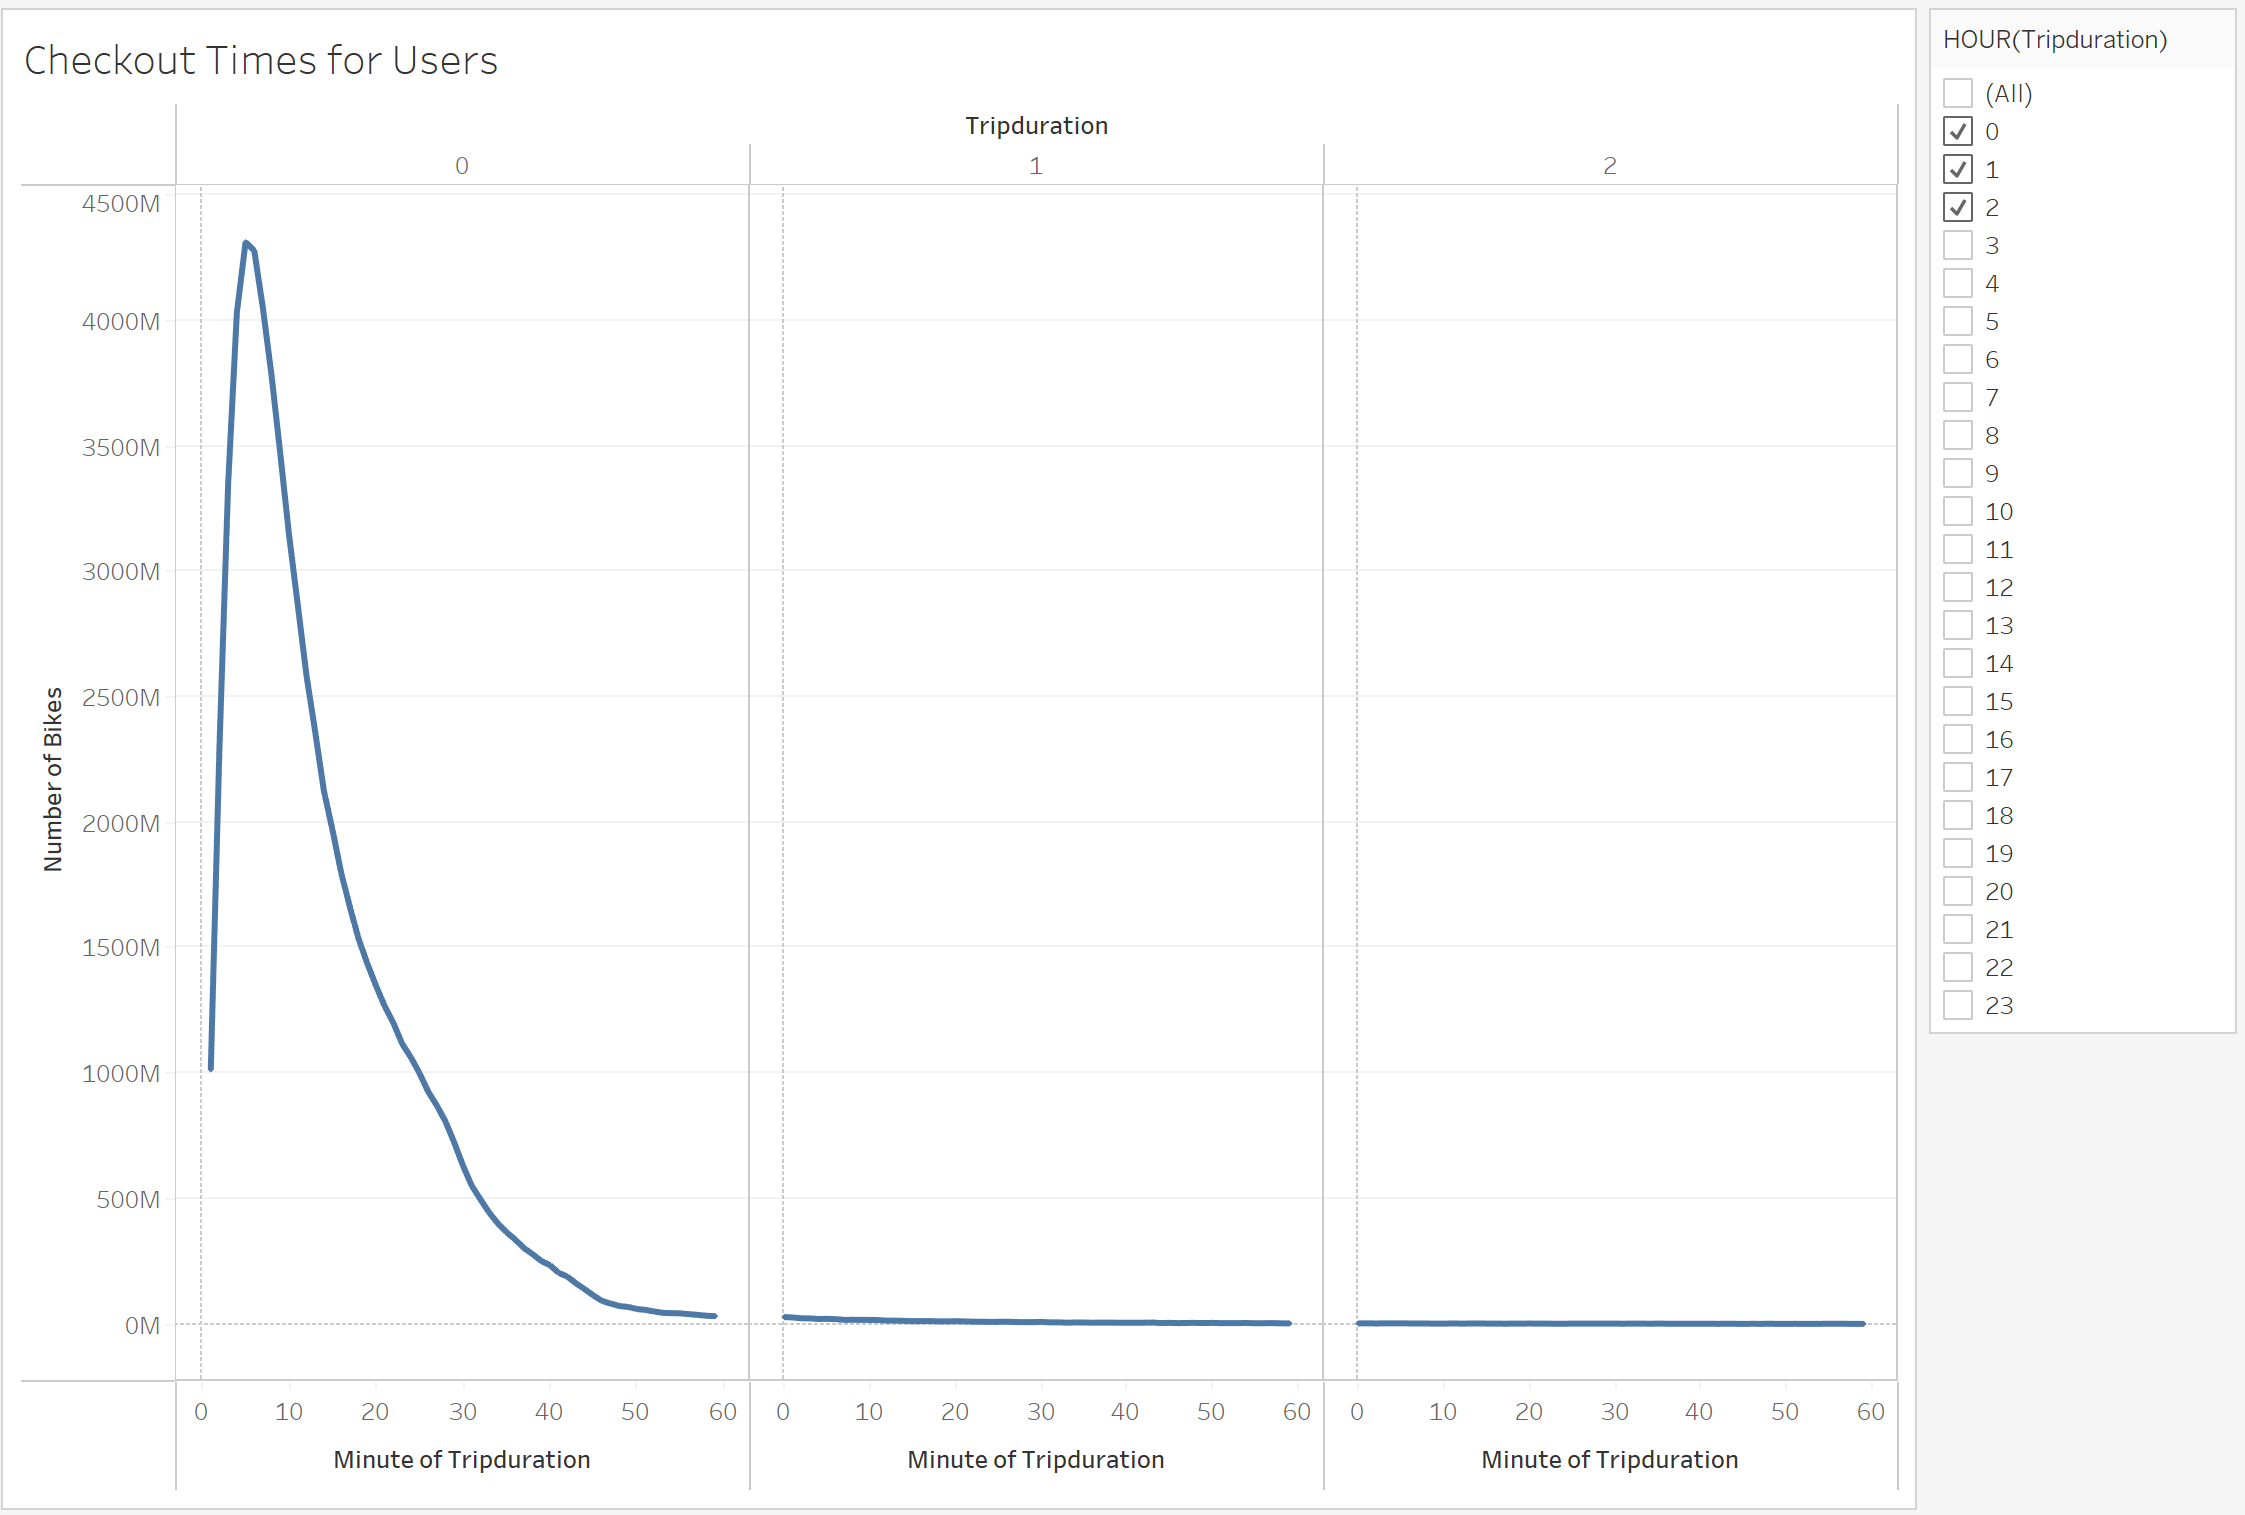 Checkout Times for Users
Tripduration
0 1 2
4500M
4000M
3500M
3000M
2500M
2000M
1500M
1000M
500M
0M
Number of Bikes
0 10 20 30 40 50 60 0 10 20 30 40 50 60 0 10 20 30 40 50 60
Minute of Tripduration Minute of Tripduration Minute of Tripduration
HOUR(Tripduration)
(All)
0
1
2
3
4
5
6
7
8
9
10
11
12
13
14
15
16
17
18
19
20
21
22
23